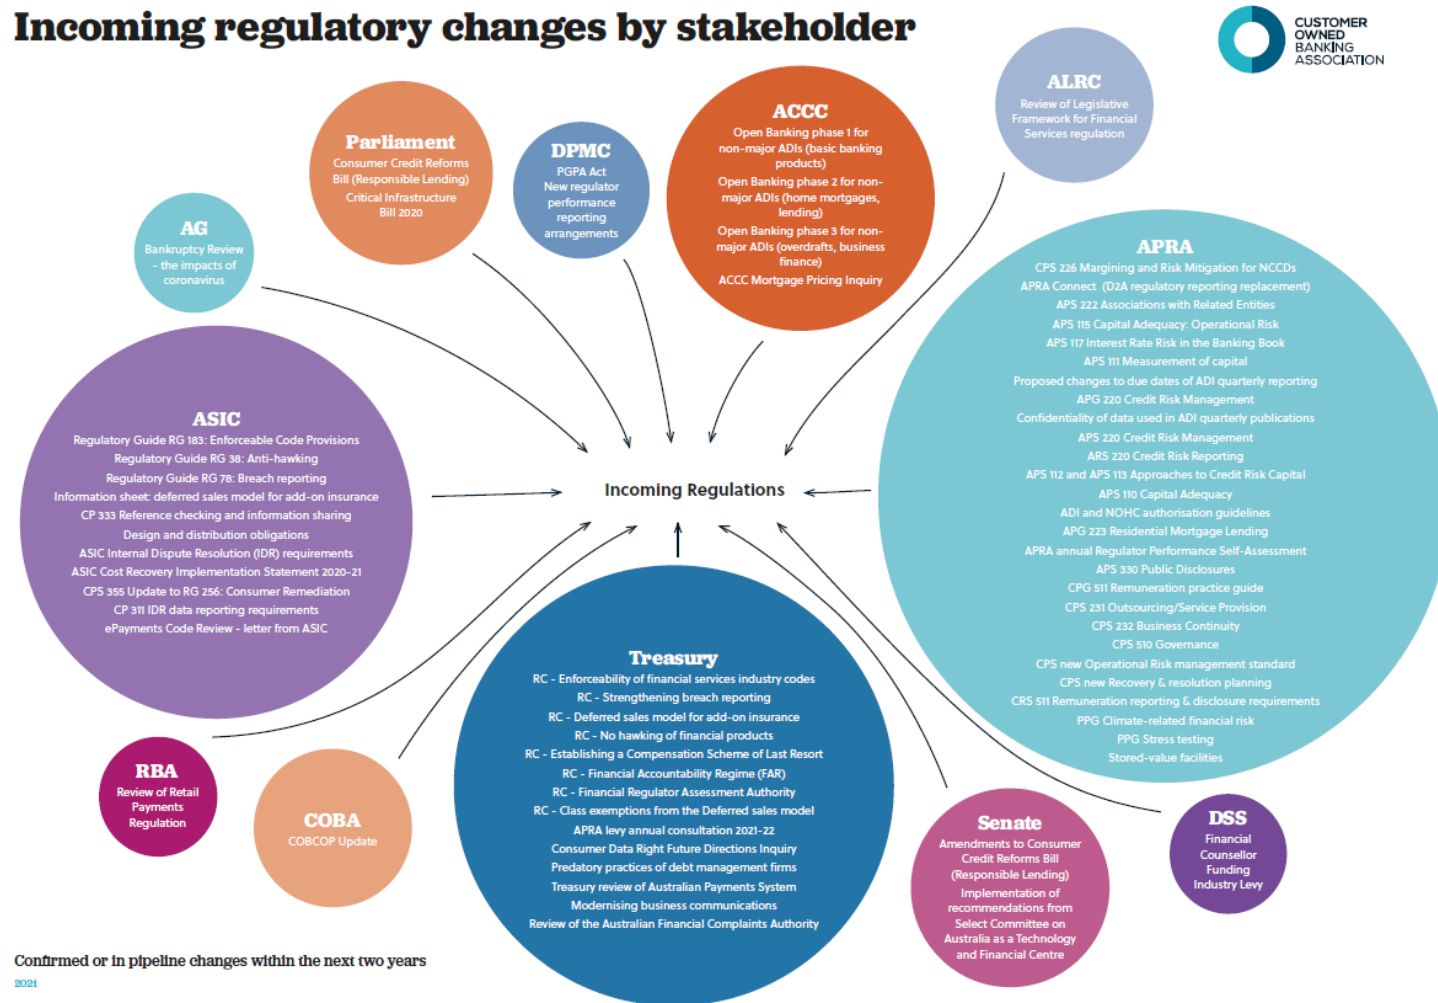 Incoming regulatory changes by stakeholder
CUSTOMER
OWNED
BANKING
ASSOCIATION
AG
Bankruptcy Review
- the impacts of
coronavirus
Parliament
Consumer Credit Reforms
Bill (Responsible Lending)
Critical Infrastructure
Bill 2020
DPMC
PGPA Act
New regulator
performance
reporting
arrangements
ACCC
Open Banking phase 1 for
non-major ADIs (basic banking
products)
Open Banking phase 2 for non-
major ADIs (home mortgages,
lending)
Open Banking phase 3 for non-
major ADIs (overdrafts, business
finance)
ACCC Mortgage Pricing Inquiry
ALRC
Review of Legislative
Framework for Financial
Services regulation
APRA
CPS 226 Margining and Risk Mitigation for NCCDs
APRA Connect (D2A regulatory reporting replacement)
APS 222 Associations with Related Entities
APS 115 Capital Adequacy: Operational Risk
APS 117 Interest Rate Risk in the Banking Book
APS 111 Measurement of capital
Proposed changes to due dates of ADI quarterly reporting
APG 220 Credit Risk Management
Confidentiality of data used in ADI quarterly publications
APS 220 Credit Risk Management
ARS 220 Credit Risk Reporting
APS 112 and APS 113 Approaches to Credit Risk Capital
APS 110 Capital Adequacy
ADI and NOHC authorisation guidelines
APG 223 Residential Mortgage Lending
APRA annual Regulator Performance Self-Assessment
APS 330 Public Disclosures
CPG 511 Remuneration practice guide
CPS 231 Outsourcing/Service Provision
CPS 232 Business Continuity
CPS 510 Governance
CPS new Operational Risk management standard
CPS new Recovery & resolution planning
CRS 511 Remuneration reporting & disclosure requirements
PPG Climate-related financial risk
PPG Stress testing
Stored-value facilities
ASIC
Regulatory Guide RG 183: Enforceable Code Provisions
Regulatory Guide RG 38: Anti-hawking
Regulatory Guide RG 78: Breach reporting
Information sheet: deferred sales model for add-on insurance
CP 333 Reference checking and information sharing
Design and distribution obligations
ASIC Internal Dispute Resolution (IDR) requirements
ASIC Cost Recovery Implementation Statement 2020-21
CPS 355 Update to RG 256: Consumer Remediation
CP 311 IDR data reporting requirements
ePayments Code Review - letter from ASIC
Incoming Regulations
RBA
Review of Retail
Payments
Regulation
COBA
COBCOP Update
Treasury
RC - Enforceability of financial services industry codes
RC - Strengthening breach reporting
RC - Deferred sales model for add-on insurance
RC - No hawking of financial products
RC - Establishing a Compensation Scheme of Last Resort
RC - Financial Accountability Regime (FAR)
RC - Financial Regulator Assessment Authority
RC - Class exemptions from the Deferred sales model
APRA levy annual consultation 2021-22
Consumer Data Right Future Directions Inquiry
Predatory practices of debt management firms
Treasury review of Australian Payments System
Modernising business communications
Review of the Australian Financial Complaints Authority
Senate
Amendments to Consumer
Credit Reforms Bill
(Responsible Lending)
Implementation of
recommendations from
Select Committee on
Australia as a Technology
and Financial Centre
DSS
Financial
Counsellor
Funding
Industry Levy
Confirmed or in pipeline changes within the next two years
2021